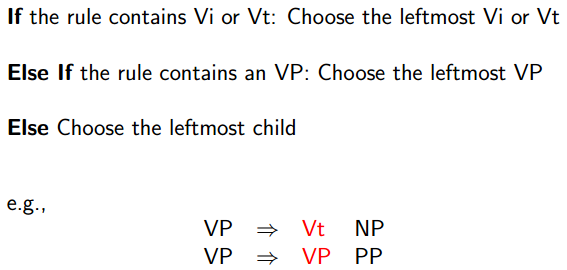 If the rule contains Vi or Vt: Choose the leftmost Vi or Vt
Else If the rule contains an VP: Choose the leftmost VP
Else Choose the leftmost child
e.g.,
VP ⇒ Vt NP
VP ⇒ VP PP